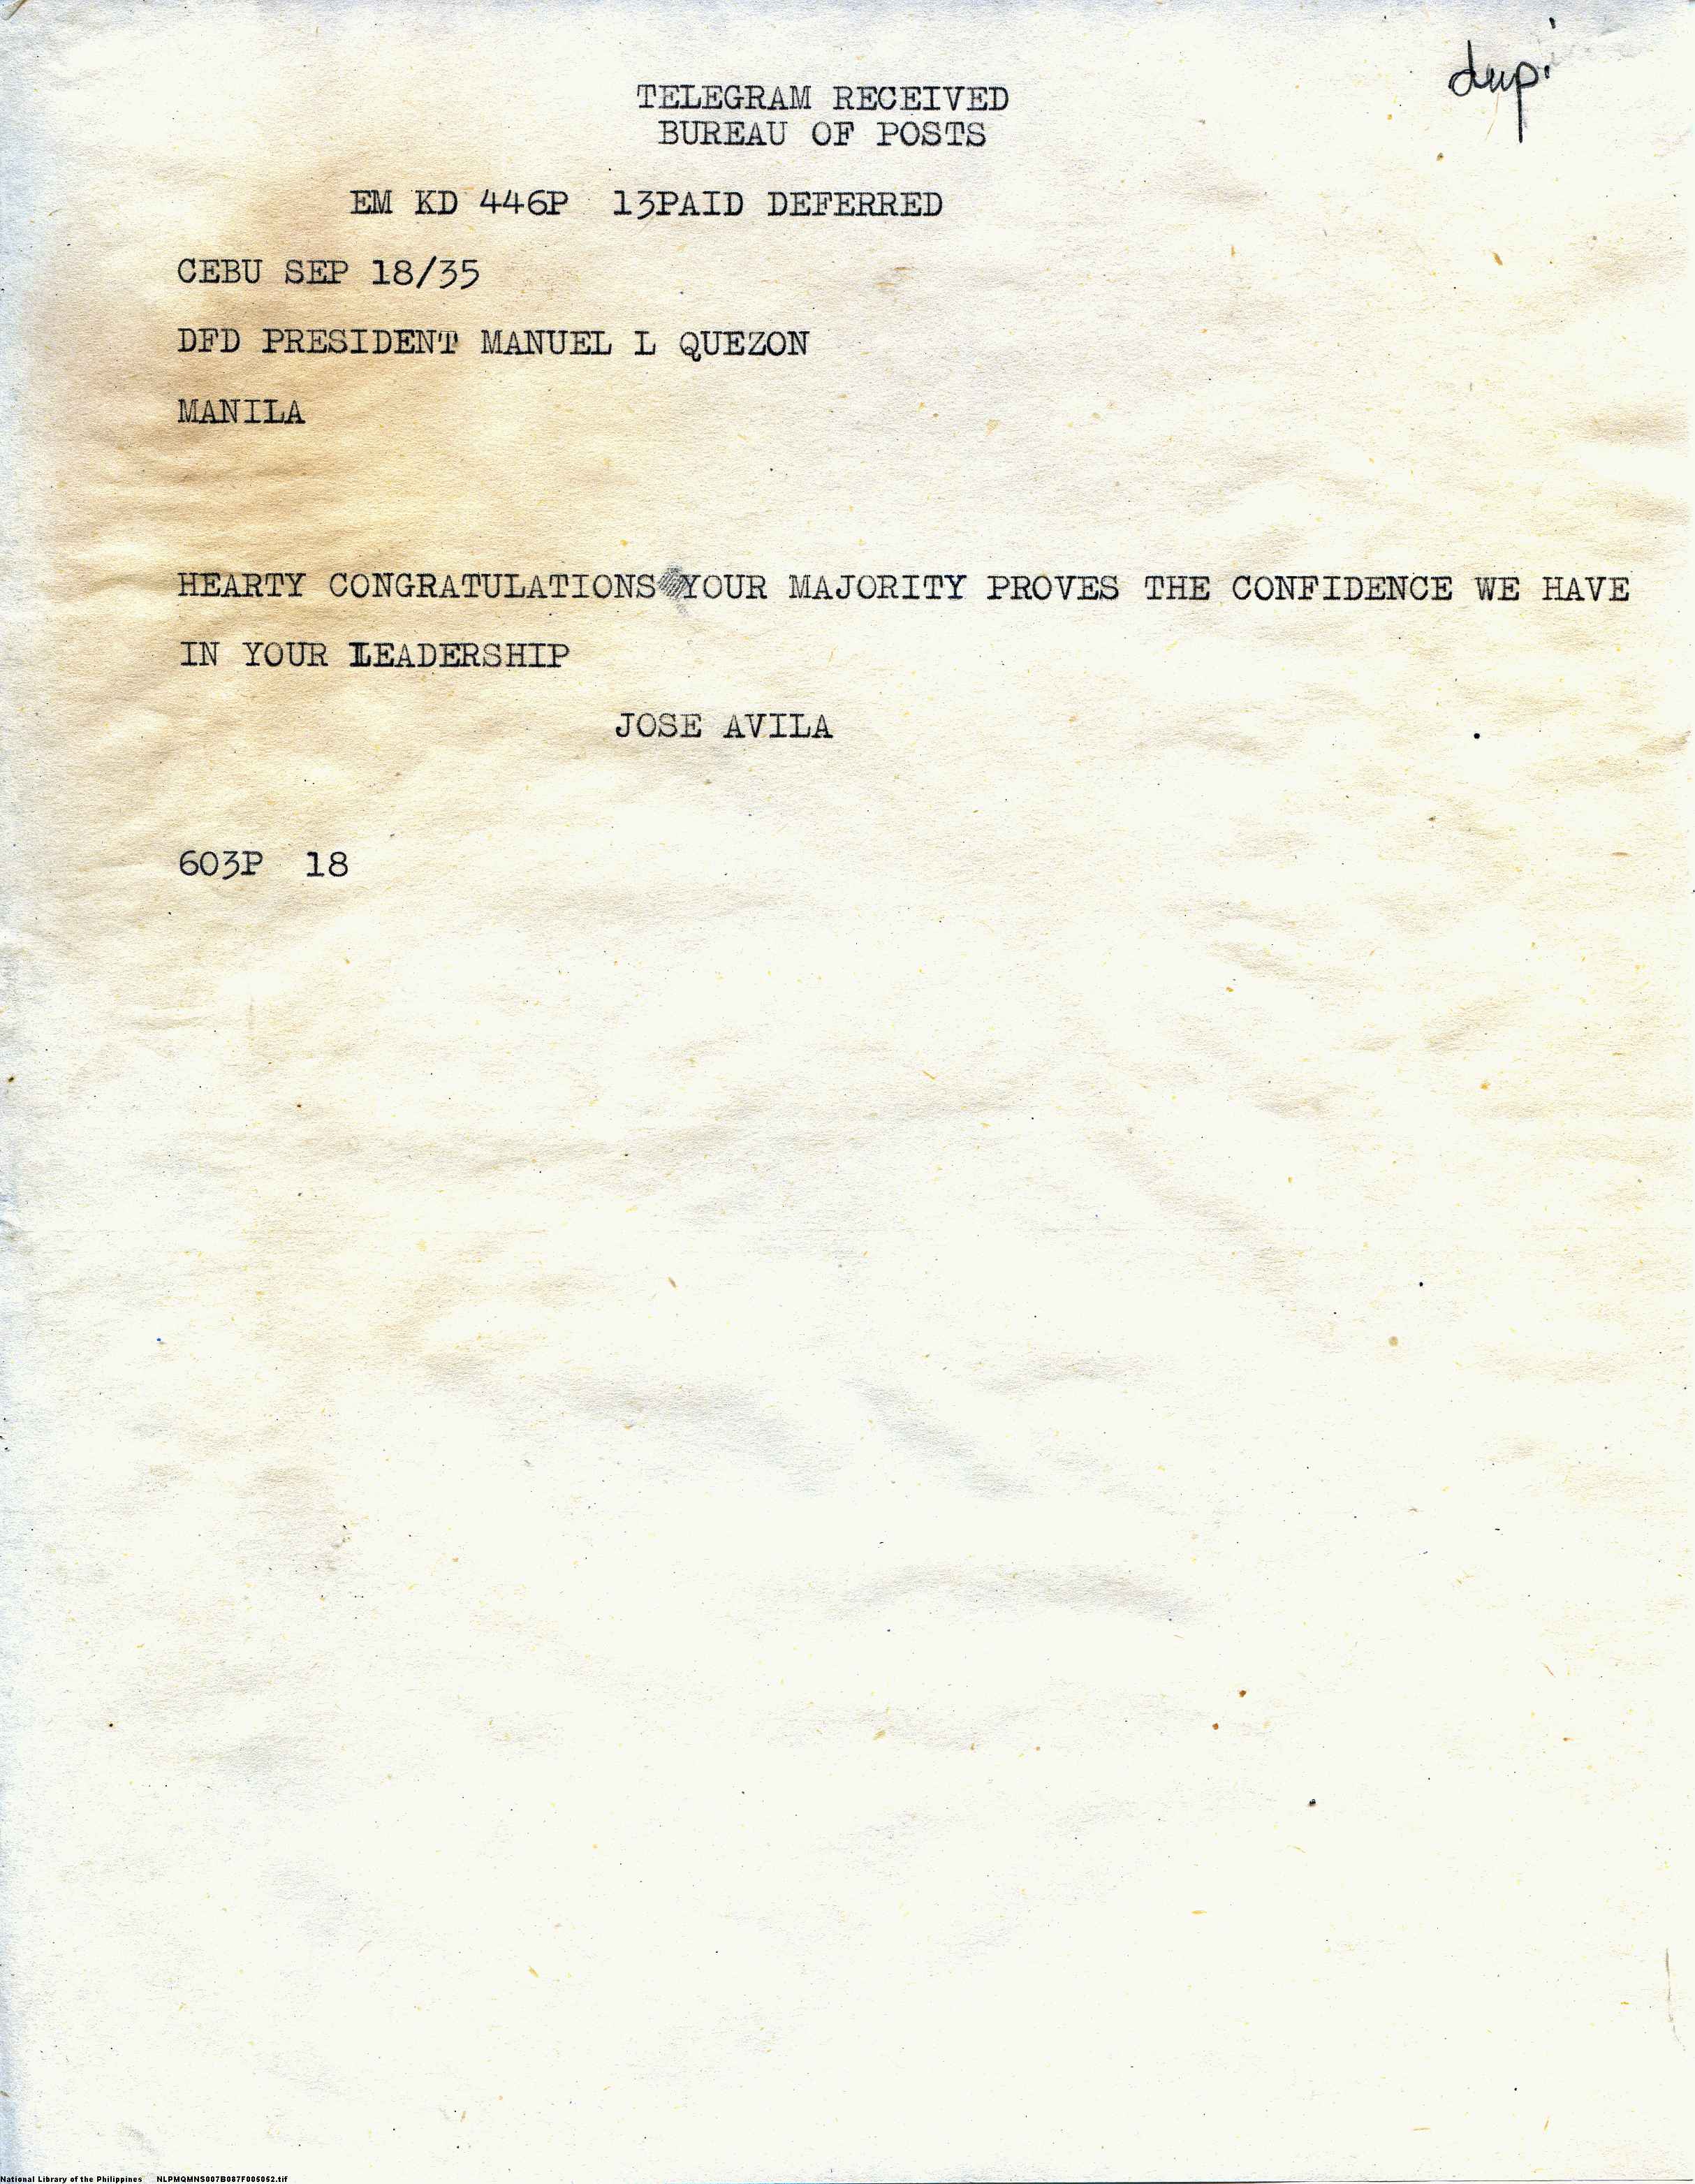 dup.
TELEGRAM RECEIVED
BUREAU OF POSTS
EM KD 446P 13PAID DEFERRED
CEBU SEP 18/35
DFD PRESIDENT MANUEL L QUEZON
MANILA
HEARTY CONGRATULATIONS YOUR MAJORITY PROVES THE CONFIDENCE WE HAVE
IN YOUR LEADERSHIP
JOSE AVILA
603P 18
National Library of the Philippines NLPMQMNS007B087F005052.tif